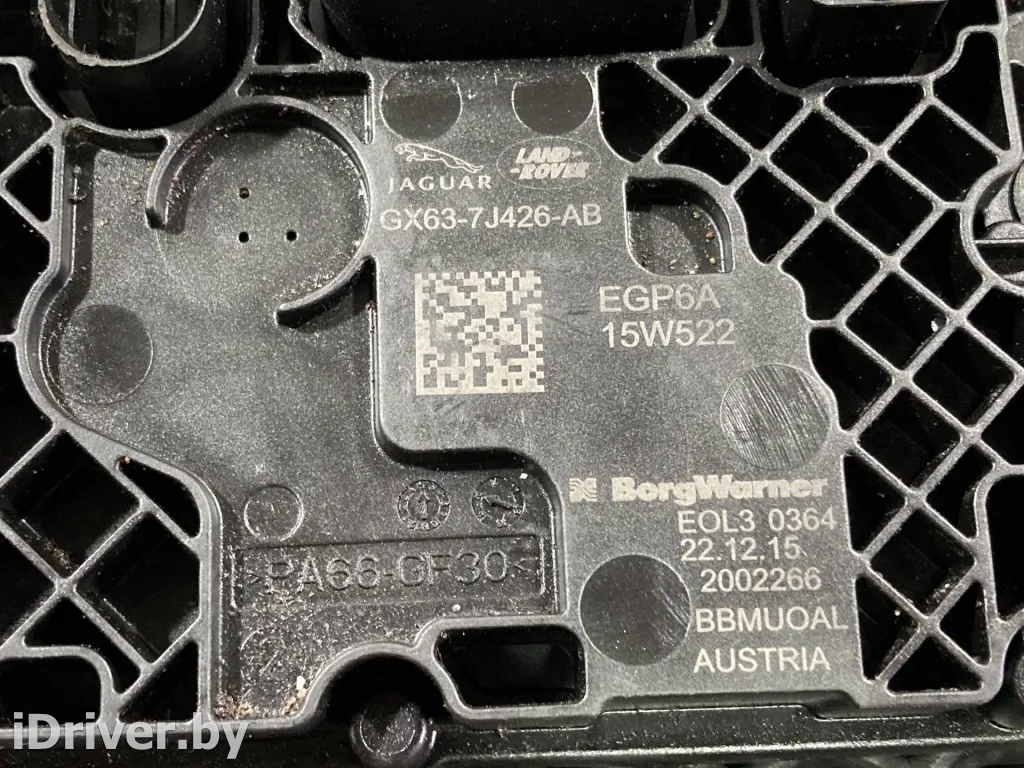 JAGUAR
LAND-
-ROVER
GX63-7J426-AB
EGP6A
15W522
BorgWarner
EOL3 0364
22.12.15
2002266
BBMUOAL
AUSTRIA
>PA66-GF30<
iDriver.by